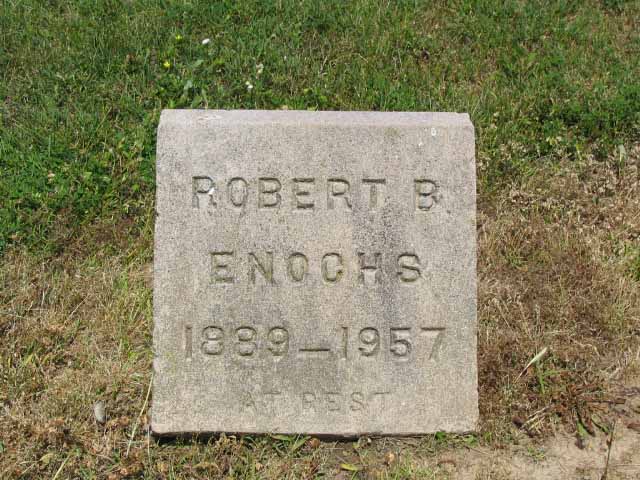 ROBERT B
ENOCHS
1889—1957
AT REST